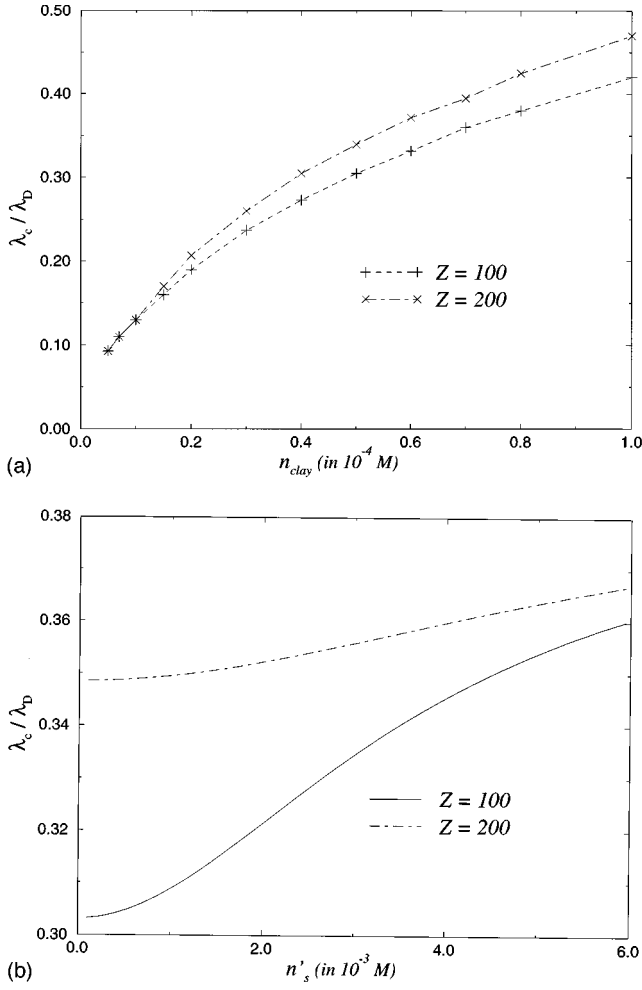 0.50
0.40
0.30
0.20
0.10
0.00
λc / λD
Z = 100
Z = 200
0.0
0.2
0.4
0.6
0.8
1.0
(a)
nclay (in 10⁻⁴ M)
0.38
0.36
0.34
0.32
0.30
λc / λD
Z = 100
Z = 200
0.0
2.0
4.0
6.0
(b)
n's (in 10⁻³ M)